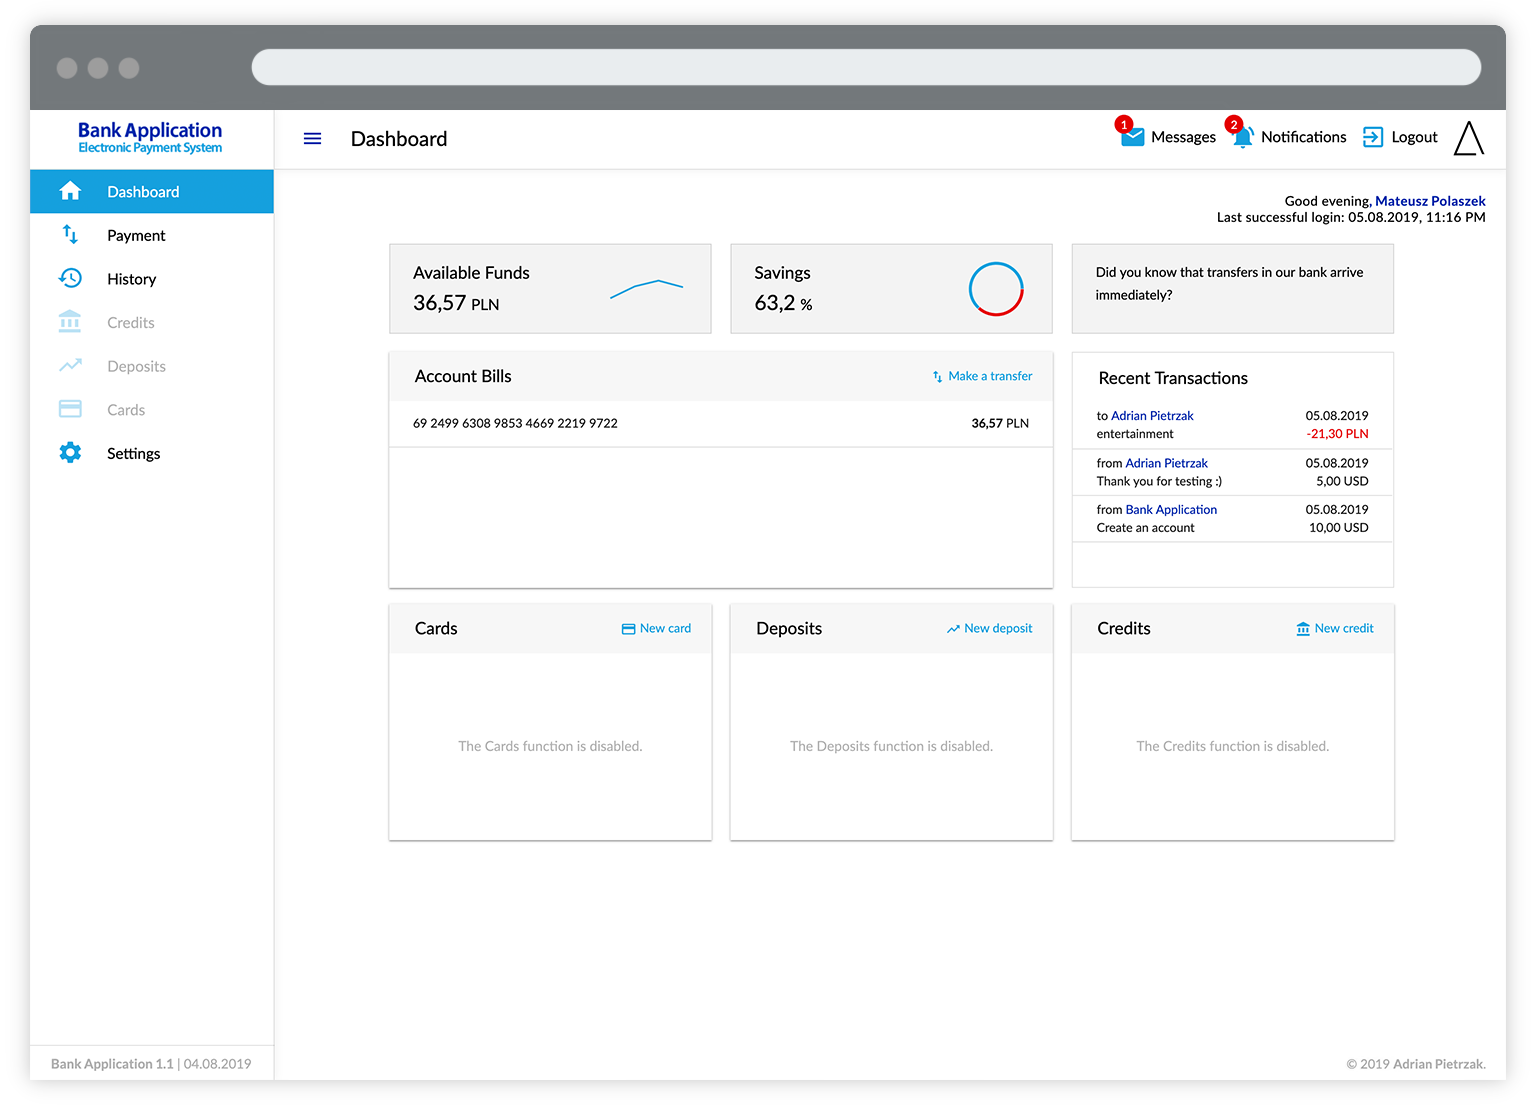 Bank Application
Electronic Payment System
Dashboard
1
Messages
2
Notifications
Logout
Dashboard
Payment
History
Credits
Deposits
Cards
Settings
Good evening, Mateusz Polaszek
Last successful login: 05.08.2019, 11:16 PM
Available Funds
36,57 PLN
Savings
63,2 %
Did you know that transfers in our bank arrive
immediately?
Account Bills
Make a transfer
69 2499 6308 9853 4669 2219 9722
36,57 PLN
Recent Transactions
to Adrian Pietrzak 05.08.2019
entertainment -21,30 PLN
from Adrian Pietrzak 05.08.2019
Thank you for testing :) 5,00 USD
from Bank Application 05.08.2019
Create an account 10,00 USD
Cards
New card
The Cards function is disabled.
Deposits
New deposit
The Deposits function is disabled.
Credits
New credit
The Credits function is disabled.
Bank Application 1.1 | 04.08.2019
© 2019 Adrian Pietrzak.